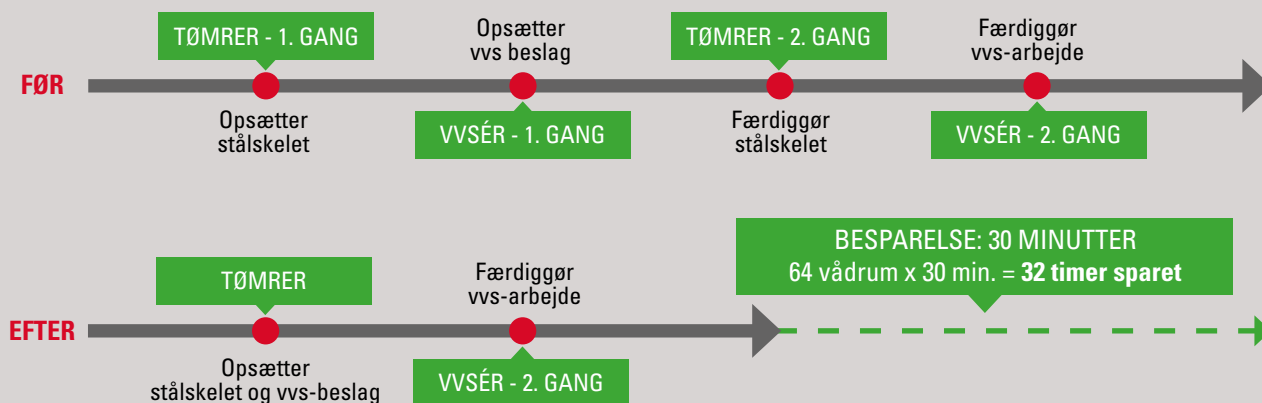 TØMRER - 1. GANG
Opsætter
vvs beslag
TØMRER - 2. GANG
Færdiggør
vvs-arbejde
FØR
Opsætter
stålskelet
VVSÉR - 1. GANG
Færdiggør
stålskelet
VVSÉR - 2. GANG
TØMRER
Færdiggør
vvs-arbejde
BESPARELSE: 30 MINUTTER
64 vådrum x 30 min. = 32 timer sparet
EFTER
Opsætter
stålskelet og vvs-beslag
VVSÉR - 2. GANG